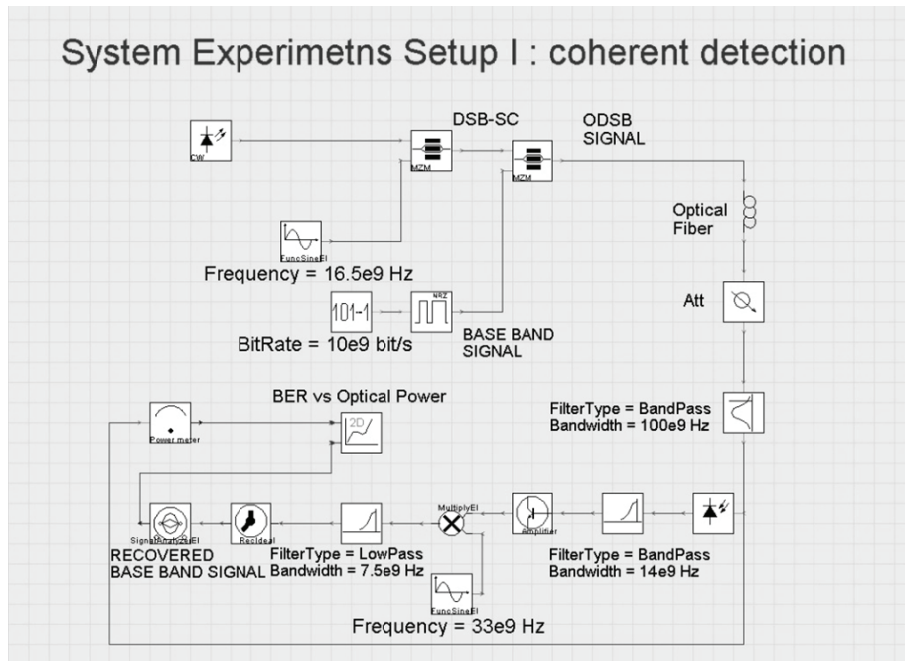 System Experimetns Setup I : coherent detection
DSB-SC
ODSB
SIGNAL
CW
MZM
MZM
Optical
Fiber
FuncSineEl
Frequency = 16.5e9 Hz
101-1
NRZ
Att
BitRate = 10e9 bit/s
BASE BAND
SIGNAL
BER vs Optical Power
FilterType = BandPass
Bandwidth = 100e9 Hz
Power meter
2D
MultiplyEl
Amplifier
SignalAnalyzerEl
RecIdeal
RECOVERED
BASE BAND SIGNAL
FilterType = LowPass
Bandwidth = 7.5e9 Hz
FilterType = BandPass
Bandwidth = 14e9 Hz
FuncSineEl
Frequency = 33e9 Hz